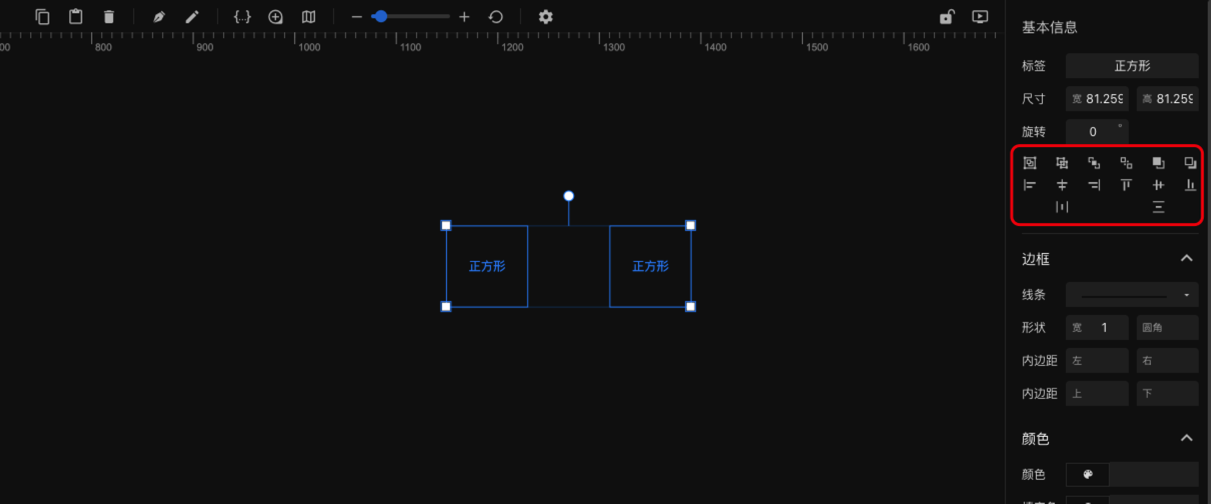 00 800 900 1000 1100 1200 1300 1400 1500 1600
基本信息
标签 正方形
尺寸 宽 81.259 高 81.259
旋转 0 °
正方形 正方形
边框
线条
形状 宽 1 圆角
内边距 左 右
内边距 上 下
颜色
颜色